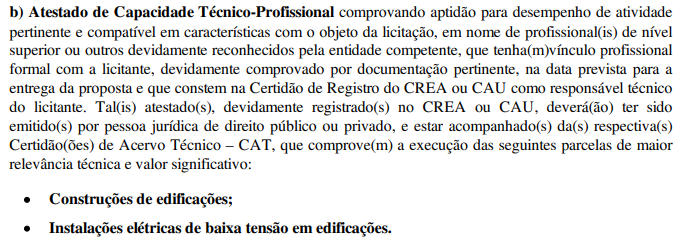 b) Atestado de Capacidade Técnico-Profissional comprovando aptidão para desempenho de atividade
pertinente e compatível em características com o objeto da licitação, em nome de profissional(is) de nível
superior ou outros devidamente reconhecidos pela entidade competente, que tenha(m)vínculo profissional
formal com a licitante, devidamente comprovado por documentação pertinente, na data prevista para a
entrega da proposta e que constem na Certidão de Registro do CREA ou CAU como responsável técnico
do licitante. Tal(is) atestado(s), devidamente registrado(s) no CREA ou CAU, deverá(ão) ter sido
emitido(s) por pessoa jurídica de direito público ou privado, e estar acompanhado(s) da(s) respectiva(s)
Certidão(ões) de Acervo Técnico – CAT, que comprove(m) a execução das seguintes parcelas de maior
relevância técnica e valor significativo:
• Construções de edificações;
• Instalações elétricas de baixa tensão em edificações.